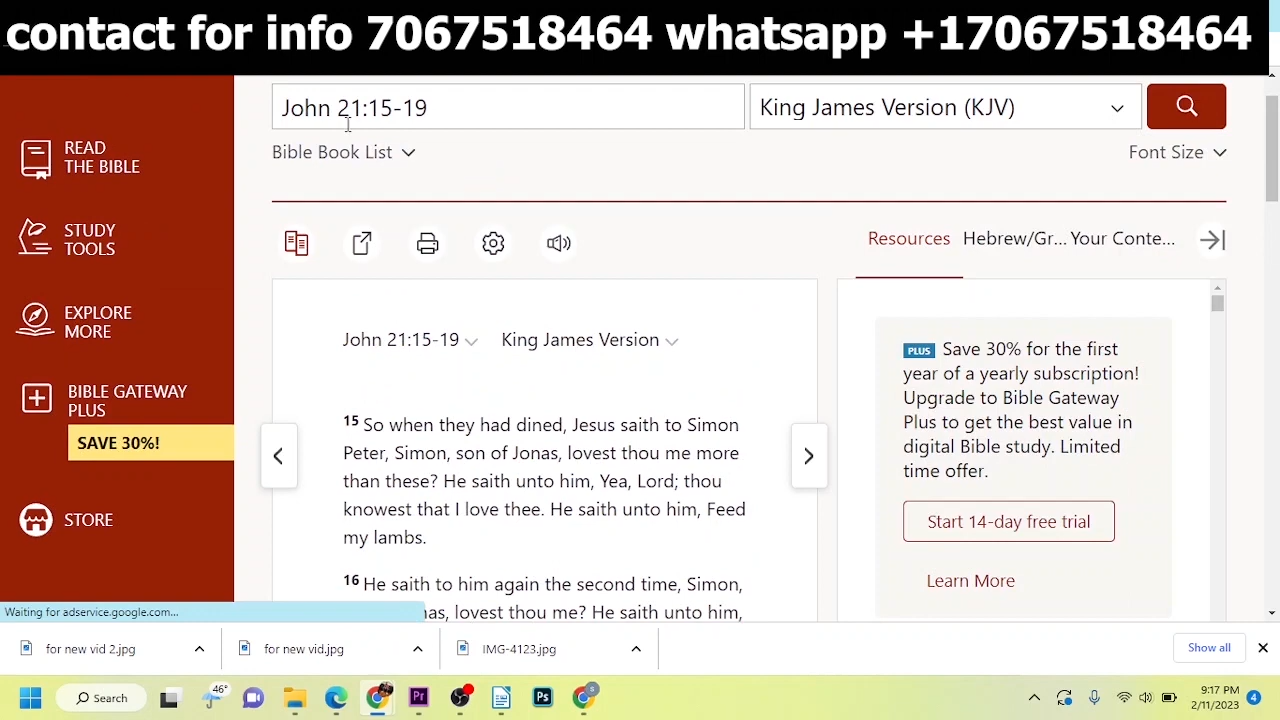 contact for info 7067518464 whatsapp +17067518464
John 21:15-19
King James Version (KJV)
Bible Book List
Font Size
READ
THE BIBLE
STUDY
TOOLS
EXPLORE
MORE
BIBLE GATEWAY
PLUS
SAVE 30%!
STORE
Resources
Hebrew/Gr...
Your Conte...
John 21:15-19
King James Version
15 So when they had dined, Jesus saith to Simon
Peter, Simon, son of Jonas, lovest thou me more
than these? He saith unto him, Yea, Lord; thou
knowest that I love thee. He saith unto him, Feed
my lambs.
16 He saith to him again the second time, Simon,
nas, lovest thou me? He saith unto him,
PLUS Save 30% for the first
year of a yearly subscription!
Upgrade to Bible Gateway
Plus to get the best value in
digital Bible study. Limited
time offer.
Start 14-day free trial
Learn More
Waiting for adservice.google.com...
for new vid 2.jpg
for new vid.jpg
IMG-4123.jpg
Show all
Search
46°
Pr
Ps
S
9:17 PM
2/11/2023
4